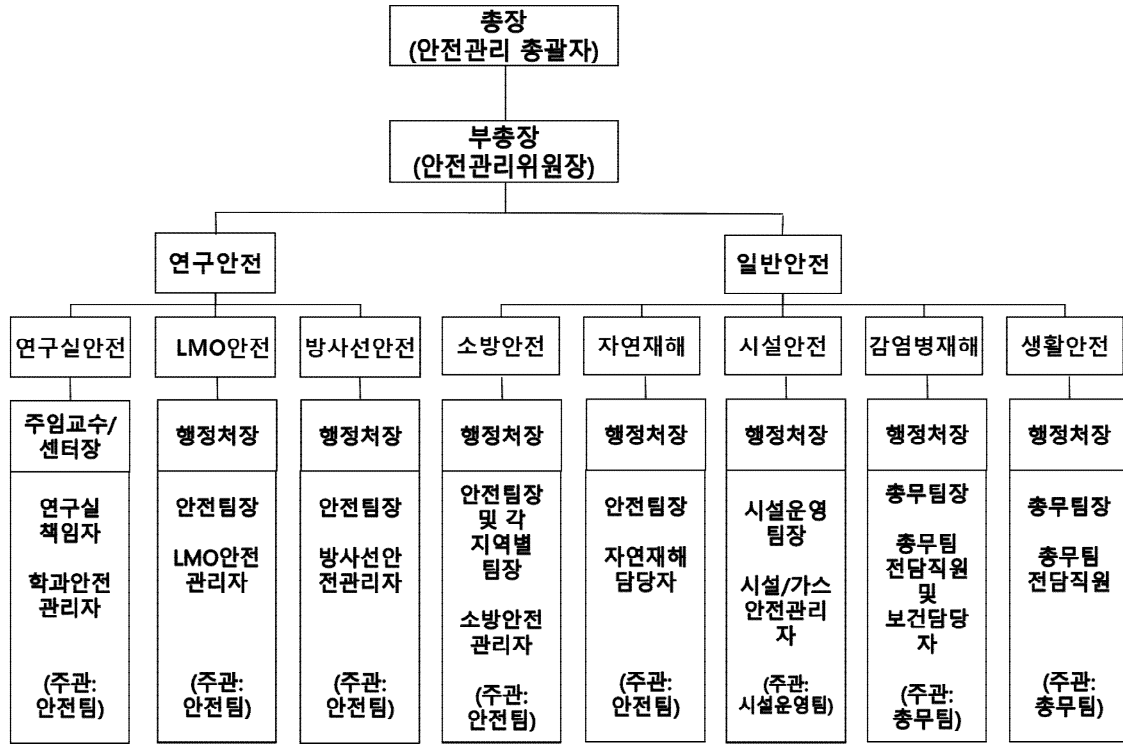 총장
(안전관리 총괄자)
부총장
(안전관리위원장)
연구안전
일반안전
연구실안전
LMO안전
방사선안전
소방안전
자연재해
시설안전
감염병재해
생활안전
주임교수/
센터장
연구실
책임자
학과안전
관리자
(주관:
안전팀)
행정처장
안전팀장
LMO안전
관리자
(주관:
안전팀)
행정처장
안전팀장
방사선안
전관리자
(주관:
안전팀)
행정처장
안전팀장
및 각
지역별
팀장
소방안전
관리자
(주관:
안전팀)
행정처장
안전팀장
자연재해
담당자
(주관:
안전팀)
행정처장
시설운영
팀장
시설/가스
안전관리
자
(주관:
시설운영팀)
행정처장
총무팀장
총무팀
전담직원
및
보건담당
자
(주관:
총무팀)
행정처장
총무팀장
총무팀
전담직원
(주관:
총무팀)